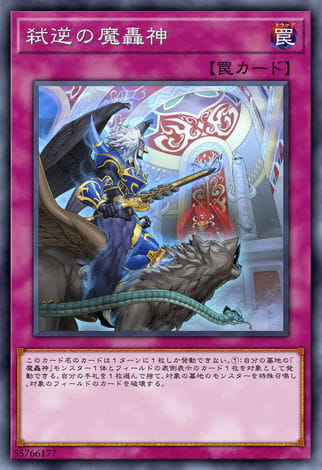 弑逆の魔轟神
トラップ
罠
【罠カード】
このカード名のカードは1ターンに1枚しか発動できない。①:自分の墓地の「
魔轟神」モンスター1体とフィールドの表側表示のカード1枚を対象として発
動できる。自分の手札を1枚選んで捨て、対象の墓地のモンスターを特殊召喚し
、対象のフィールドのカードを破壊する。
55766177